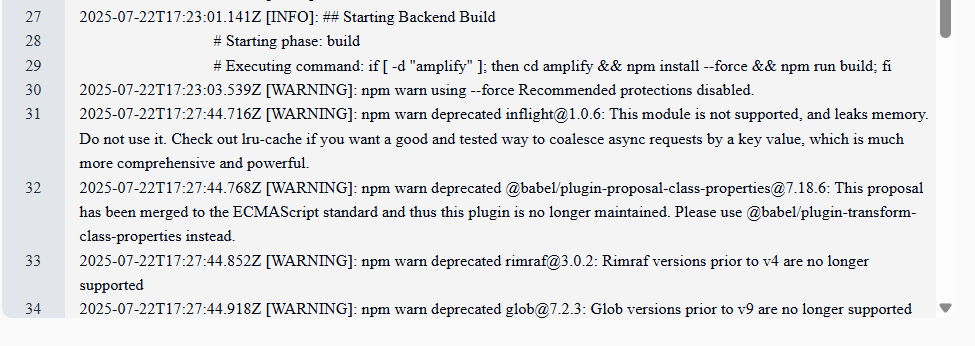 27 2025-07-22T17:23:01.141Z [INFO]: ## Starting Backend Build
28 # Starting phase: build
29 # Executing command: if [ -d "amplify" ]; then cd amplify && npm install --force && npm run build; fi
30 2025-07-22T17:23:03.539Z [WARNING]: npm warn using --force Recommended protections disabled.
31 2025-07-22T17:27:44.716Z [WARNING]: npm warn deprecated inflight@1.0.6: This module is not supported, and leaks memory.
Do not use it. Check out lru-cache if you want a good and tested way to coalesce async requests by a key value, which is much
more comprehensive and powerful.
32 2025-07-22T17:27:44.768Z [WARNING]: npm warn deprecated @babel/plugin-proposal-class-properties@7.18.6: This proposal
has been merged to the ECMAScript standard and thus this plugin is no longer maintained. Please use @babel/plugin-transform-
class-properties instead.
33 2025-07-22T17:27:44.852Z [WARNING]: npm warn deprecated rimraf@3.0.2: Rimraf versions prior to v4 are no longer
supported
34 2025-07-22T17:27:44.918Z [WARNING]: npm warn deprecated glob@7.2.3: Glob versions prior to v9 are no longer supported